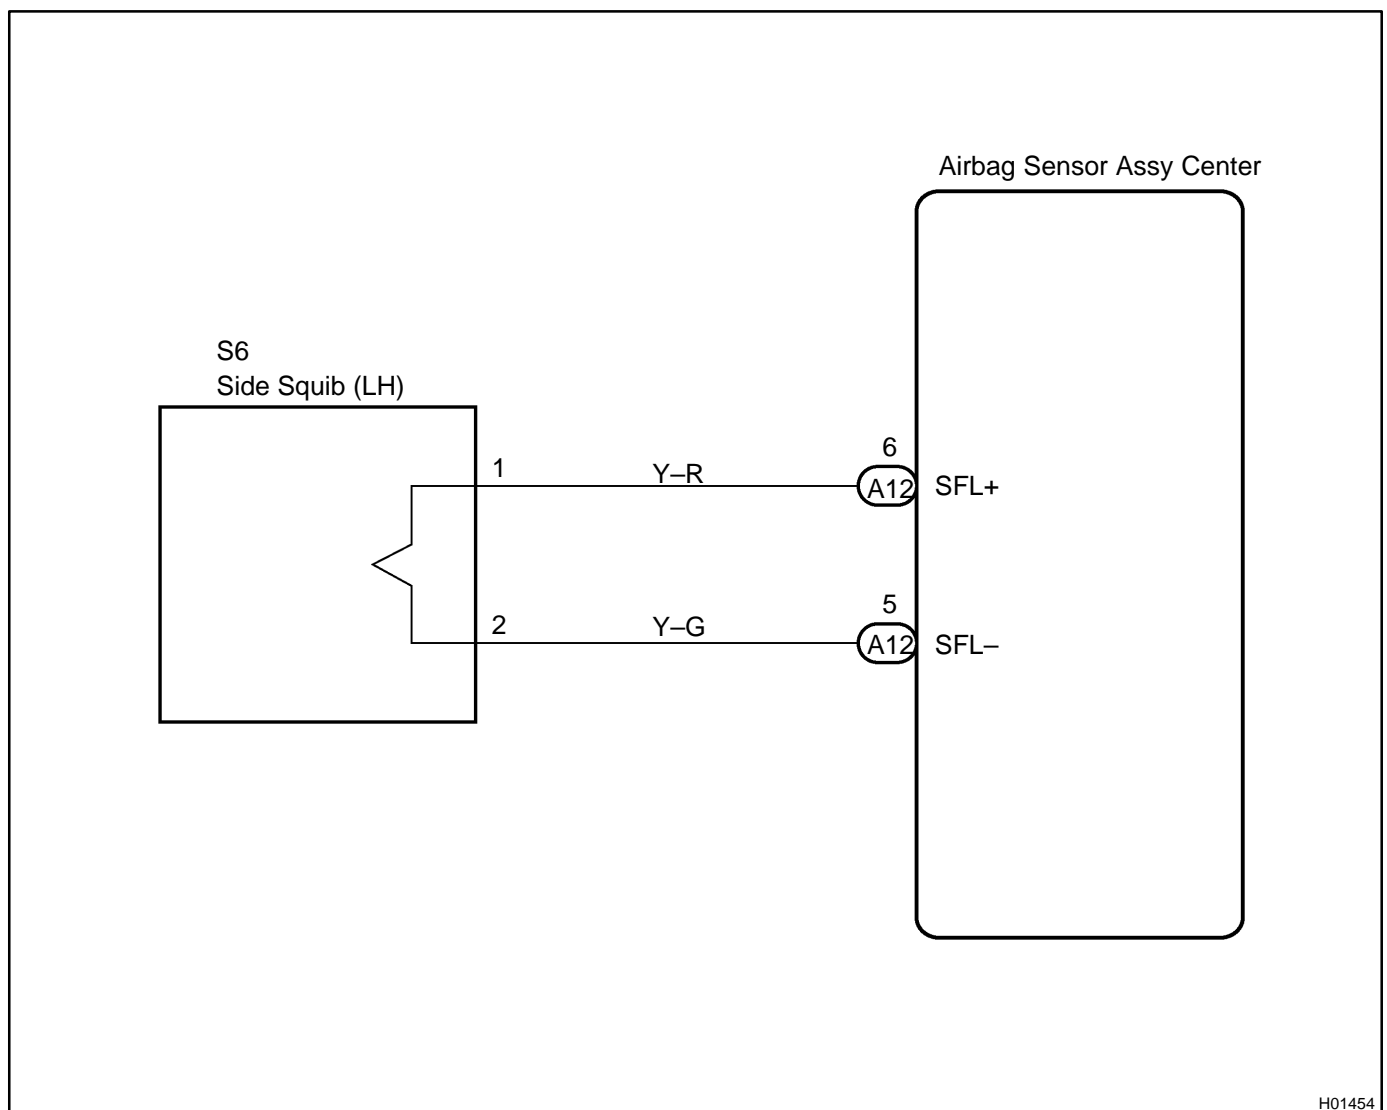 Airbag Sensor Assy Center
S6
Side Squib (LH)
1
Y–R
6
A12
SFL+
2
Y–G
5
A12
SFL–
H01454